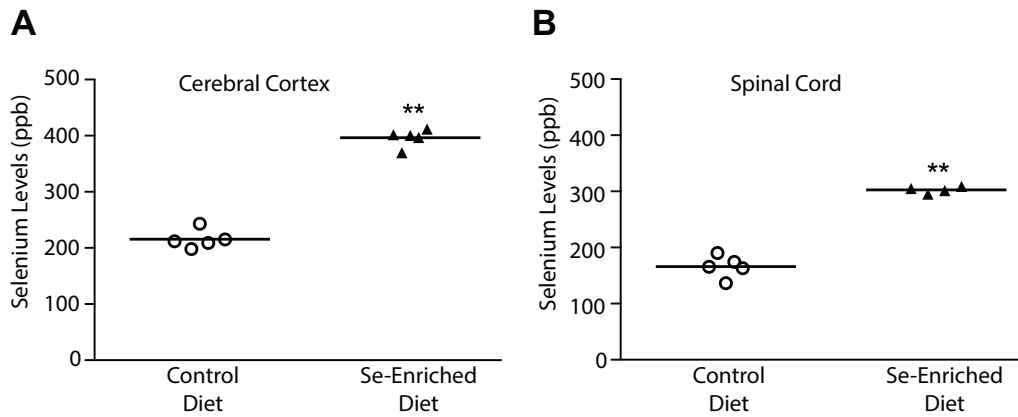 A
Cerebral Cortex
Selenium Levels (ppb)
500
400
300
200
100
0
**
Control
Diet
Se-Enriched
Diet
B
Spinal Cord
Selenium Levels (ppb)
500
400
300
200
100
0
**
Control
Diet
Se-Enriched
Diet